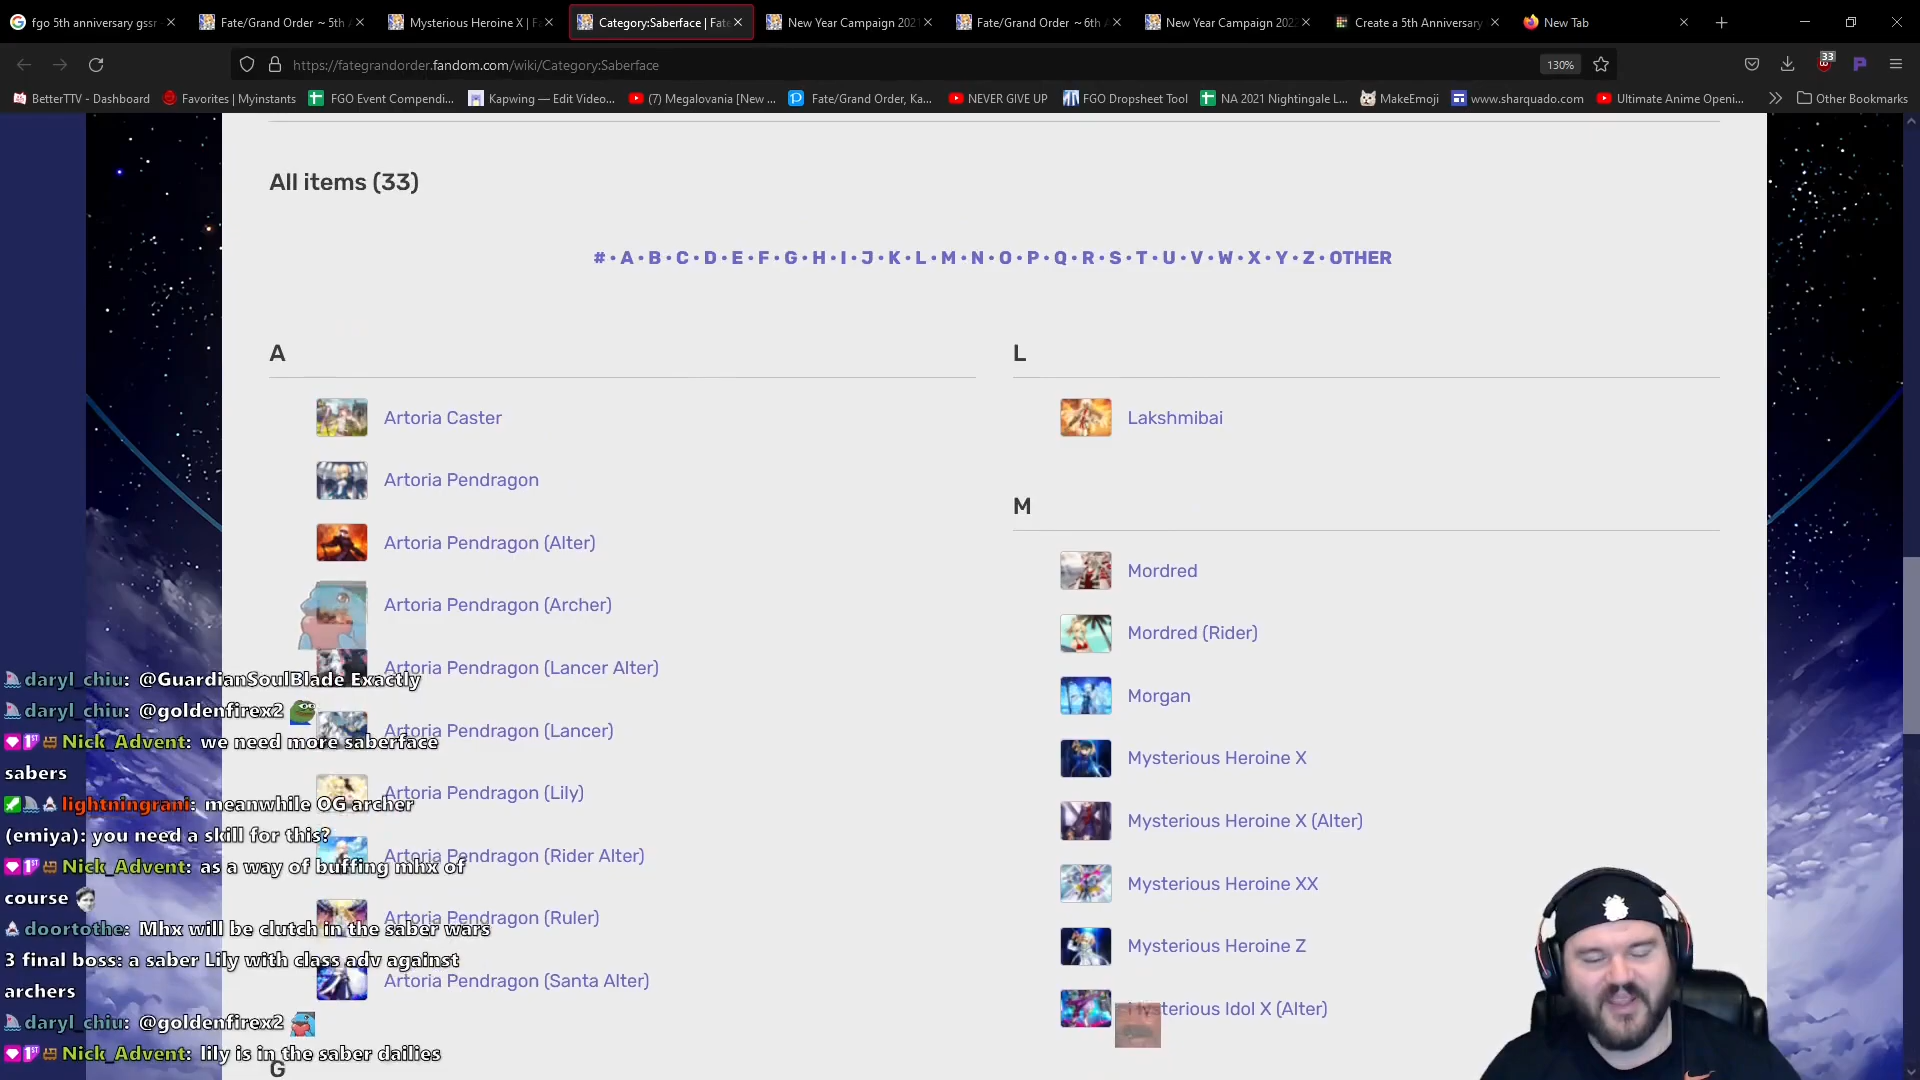 fgo 5th anniversary gssr
Fate/Grand Order ~ 5th A
Mysterious Heroine X | Fa
Category:Saberface | Fate
New Year Campaign 2021
Fate/Grand Order ~6th A
New Year Campaign 202
Create a 5th Anniversary
New Tab
https://fategrandorder.fandom.com/wiki/Category:Saberface
130%
33
BetterTTV - Dashboard
Favorites | Myinstants
FGO Event Compendi...
Kapwing — Edit Video...
(7) Megalovania [New ...
Fate/Grand Order, Ka...
NEVER GIVE UP
FGO Dropsheet Tool
NA 2021 Nightingale L...
MakeEmoji
www.sharquado.com
Ultimate Anime Openi...
Other Bookmarks
All items (33)
# • A • B • C • D • E • F • G • H • I • J • K • L • M • N • O • P • Q • R • S • T • U • V • W • X • Y • Z • OTHER
A
Artoria Caster
Artoria Pendragon
Artoria Pendragon (Alter)
Artoria Pendragon (Archer)
Artoria Pendragon (Lancer Alter)
Artoria Pendragon (Lancer)
Artoria Pendragon (Lily)
Artoria Pendragon (Rider Alter)
Artoria Pendragon (Ruler)
Artoria Pendragon (Santa Alter)
G
L
Lakshmibai
M
Mordred
Mordred (Rider)
Morgan
Mysterious Heroine X
Mysterious Heroine X (Alter)
Mysterious Heroine XX
Mysterious Heroine Z
Mysterious Idol X (Alter)
daryl_chiu: @GuardianSoulBlade Exactly
daryl_chiu: @goldenfirex2
1st Nick_Advent: we need more saberface
sabers
lightningrani: meanwhile OG archer
(emiya): you need a skill for this?
1st Nick_Advent: as a way of buffing mhx of
course
doortothe: Mhx will be clutch in the saber wars
3 final boss: a saber Lily with class adv against
archers
daryl_chiu: @goldenfirex2
1st Nick_Advent: lily is in the saber dailies